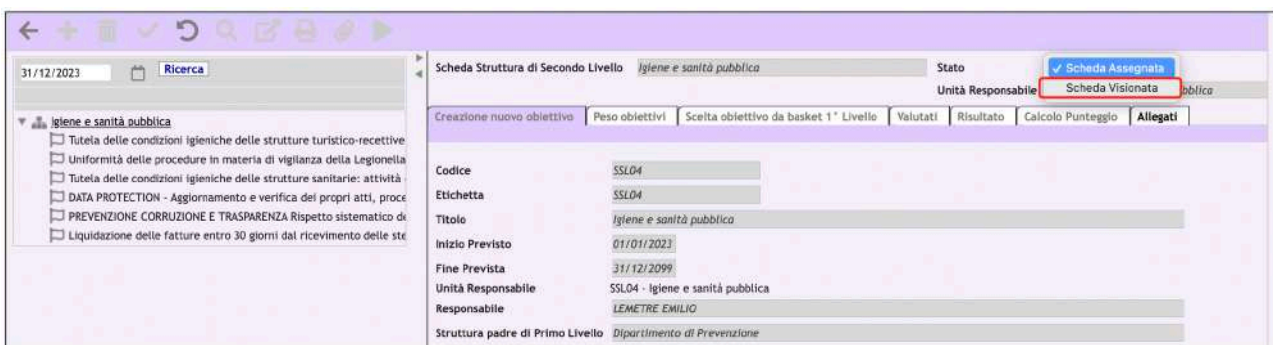 31/12/2023 Ricerca
Igiene e sanità pubblica
Tutela delle condizioni igieniche delle strutture turistico-recettive
Uniformità delle procedure in materia di vigilanza della Legionella
Tutela delle condizioni igieniche delle strutture sanitarie: attività
DATA PROTECTION - Aggiornamento e verifica dei propri atti, proce
PREVENZIONE CORRUZIONE E TRASPARENZA Rispetto sistematico de
Liquidazione delle fatture entro 30 giorni dal ricevimento delle ste
Scheda Struttura di Secondo Livello Igiene e sanità pubblica Stato ✓ Scheda Assegnata
Unità Responsabile Scheda Visionata bblica
Creazione nuovo obiettivo Peso obiettivi Scelta obiettivo da basket 1° Livello Valutati Risultato Calcolo Punteggio Allegati
Codice SSL04
Etichetta SSL04
Titolo Igiene e sanità pubblica
Inizio Previsto 01/01/2023
Fine Prevista 31/12/2099
Unità Responsabile SSL04 - Igiene e sanità pubblica
Responsabile LEMETRE EMILIO
Struttura padre di Primo Livello Dipartimento di Prevenzione